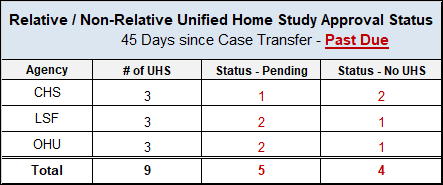 Relative / Non-Relative Unified Home Study Approval Status
45 Days since Case Transfer - Past Due
Agency # of UHS Status - Pending Status - No UHS
CHS 3 1 2
LSF 3 2 1
OHU 3 2 1
Total 9 5 4